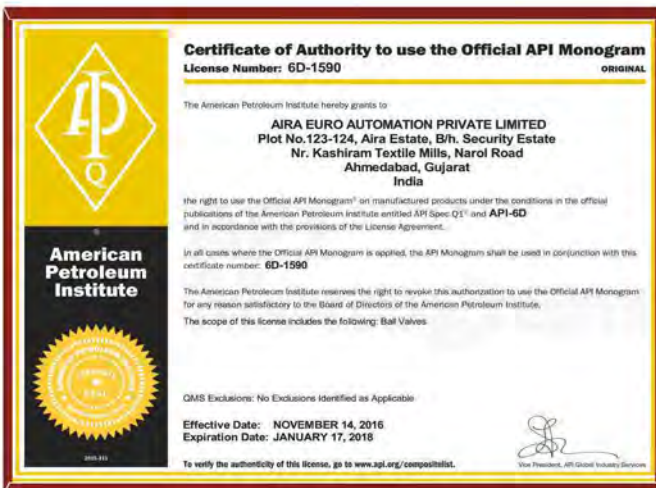 API
Q
American
Petroleum
Institute
Certificate of Authority to use the Official API Monogram
License Number: 6D-1590
ORIGINAL
The American Petroleum Institute hereby grants to
AIRA EURO AUTOMATION PRIVATE LIMITED
Plot No.123-124, Aira Estate, B/h. Security Estate
Nr. Kashiram Textile Mills, Narol Road
Ahmedabad, Gujarat
India
the right to use the Official API Monogram® on manufactured products under the conditions in the official
publications of the American Petroleum Institute entitled API Spec Q1® and API-6D
and in accordance with the provisions of the License Agreement.
In all cases where the Official API Monogram is applied, the API Monogram shall be used in conjunction with this
certificate number: 6D-1590
The American Petroleum Institute reserves the right to revoke this authorization to use the Official API Monogram
for any reason satisfactory to the Board of Directors of the American Petroleum Institute.
The scope of this license includes the following: Ball Valves
QMS Exclusions: No Exclusions Identified as Applicable
Effective Date: NOVEMBER 14, 2016
Expiration Date: JANUARY 17, 2018
To verify the authenticity of this license, go to www.api.org/compositelist.
Vice President, API Global Industry Services